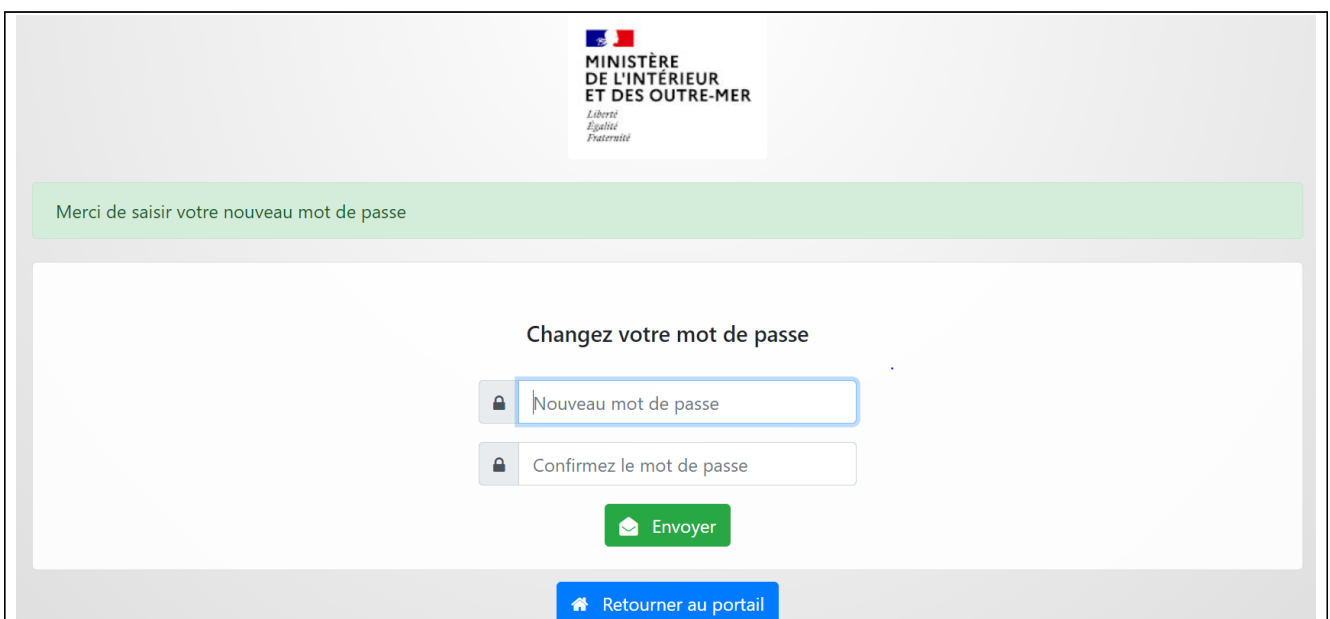 MINISTÈRE
DE L'INTÉRIEUR
ET DES OUTRE-MER
Liberté
Égalité
Fraternité
Merci de saisir votre nouveau mot de passe
Changez votre mot de passe
Nouveau mot de passe
Confirmez le mot de passe
Envoyer
Retourner au portail